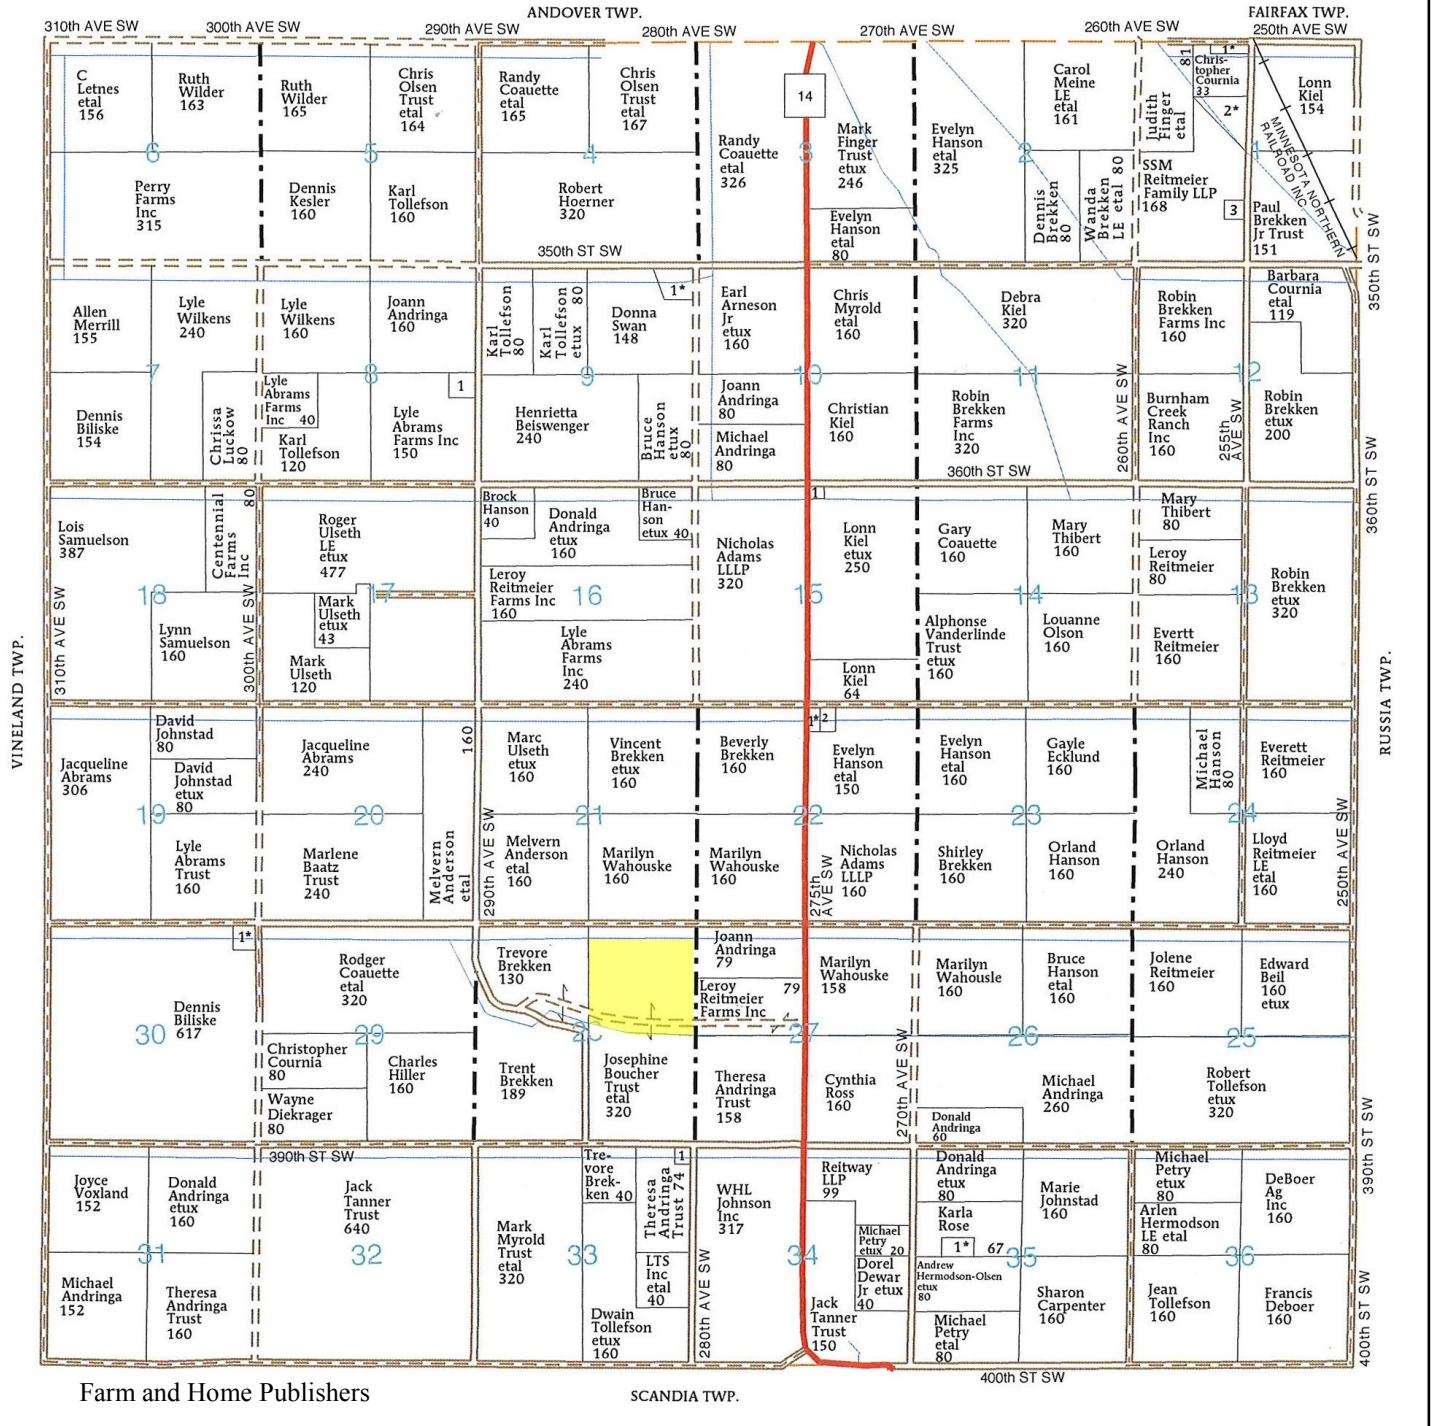 ANDOVER TWP.
FAIRFAX TWP.
310th AVE SW
300th AVE SW
290th AVE SW
280th AVE SW
270th AVE SW
260th AVE SW
250th AVE SW
C
Letnes
etal
156
Ruth
Wilder
163
6
Perry
Farms
Inc
315
Ruth
Wilder
165
Chris
Olsen
Trust
etal
164
5
Dennis
Kesler
160
Karl
Tollefson
160
Randy
Coauette
etal
165
Chris
Olsen
Trust
etal
167
4
Robert
Hoerner
320
350th ST SW
14
Randy
Coauette
etal
326
3
Mark
Finger
Trust
etux
246
Evelyn
Hanson
etal
80
Evelyn
Hanson
etal
325
Carol
Meine
LE
etal
161
2
Dennis
Brekken
80
Wanda
Brekken
LE etal 80
Judith
Finger
etal
81
1*
Chris-
topher
Cournia
33
2*
SSM
Reitmeier
Family LLP
168
3
1
Lonn
Kiel
154
MINNESOTA NORTHERN
RAILROAD INC.
Paul
Brekken
Jr Trust
151
350th ST SW
Allen
Merrill
155
Lyle
Wilkens
240
7
Dennis
Biliske
154
Chrissa
Luckow
80
Lyle
Wilkens
160
Joann
Andringa
160
8
1
Lyle
Abrams
Farms
Inc 40
Karl
Tollefson
120
Lyle
Abrams
Farms Inc
150
Karl
Tollefson
80
Karl
Tollefson
etux 80
Donna
Swan
148
1*
9
Henrietta
Beiswenger
240
Bruce
Hanson
etux
80
Earl
Arneson
Jr
etux
160
Chris
Myrold
etal
160
10
Joann
Andringa
80
Michael
Andringa
80
Christian
Kiel
160
Debra
Kiel
320
11
Robin
Brekken
Farms
Inc
320
360th ST SW
260th AVE SW
Robin
Brekken
Farms Inc
160
Barbara
Cournia
etal
119
12
Burnham
Creek
Ranch
Inc
160
255th
AVE SW
Robin
Brekken
etux
200
360th ST SW
Lois
Samuelson
387
Centennial
Farms
Inc
80
18
Lynn
Samuelson
160
310th AVE SW
300th AVE SW
Roger
Ulseth
LE
etux
477
17
Mark
Ulseth
etux
43
Mark
Ulseth
120
Brock
Hanson
40
Donald
Andringa
etux
160
Bruce
Han-
son
etux 40
Leroy
Reitmeier
Farms Inc
160
16
Lyle
Abrams
Farms
Inc
240
Nicholas
Adams
LLLP
320
1
15
Lonn
Kiel
etux
250
Lonn
Kiel
64
Gary
Coauette
160
Mary
Thibert
160
14
Alphonse
Vanderlinde
Trust
etux
160
Louanne
Olson
160
Mary
Thibert
80
Leroy
Reitmeier
80
13
Evertt
Reitmeier
160
Robin
Brekken
etux
320
VINELAND TWP.
RUSSIA TWP.
Jacqueline
Abrams
306
David
Johnstad
80
David
Johnstad
etux
80
19
Lyle
Abrams
Trust
160
Jacqueline
Abrams
240
20
Marlene
Baatz
Trust
240
Melvern
Anderson
etal
160
290th AVE SW
Marc
Ulseth
etux
160
Vincent
Brekken
etux
160
21
Melvern
Anderson
etal
160
Marilyn
Wahouske
160
Beverly
Brekken
160
1*
2
Evelyn
Hanson
etal
150
22
Marilyn
Wahouske
160
275th
AVE SW
Nicholas
Adams
LLLP
160
Evelyn
Hanson
etal
160
Gayle
Ecklund
160
23
Shirley
Brekken
160
Orland
Hanson
160
Michael
Hanson
80
Everett
Reitmeier
160
24
Orland
Hanson
240
Lloyd
Reitmeier
LE
etal
160
250th AVE SW
1*
Dennis
Biliske
617
30
Rodger
Coauette
320
29
Christopher
Cournia
80
Wayne
Diekrager
80
Charles
Hiller
160
Trevore
Brekken
130
Trent
Brekken
189
Josephine
Boucher
Trust
etal
320
Joann
Andringa
79
Leroy
Reitmeier
Farms Inc
79
27
Theresa
Andringa
Trust
158
Marilyn
Wahouske
158
Cynthia
Ross
160
270th AVE SW
Marilyn
Wahousle
160
Bruce
Hanson
etal
160
26
Donald
Andringa
60
Michael
Andringa
260
Jolene
Reitmeier
160
Edward
Beil
160
etux
25
Robert
Tollefson
etux
320
390th ST SW
390th ST SW
Joyce
Voxland
152
Donald
Andringa
etux
160
31
Michael
Andringa
152
Theresa
Andringa
Trust
160
Jack
Tanner
Trust
640
32
Mark
Myrold
Trust
etal
320
33
Tre-
vore
Brek-
ken 40
Theresa
Andringa
Trust 74
1
LTS
Inc
etal
40
Dwain
Tollefson
etux
160
280th AVE SW
WHL
Johnson
Inc
317
34
Reitway
LLP
99
Michael
Petry
etux 20
Dorel
Dewar
Jr etux
40
Jack
Tanner
Trust
150
Donald
Andringa
etux
80
Karla
Rose
1*
67
Andrew
Hermodson-Olsen
etux
80
Michael
Petry
etal
80
Marie
Johnstad
160
35
Sharon
Carpenter
160
Michael
Petry
etux
80
Arlen
Hermodson
LE etal
80
DeBoer
Ag
Inc
160
36
Jean
Tollefson
160
Francis
Deboer
160
400th ST SW
400th ST SW
Farm and Home Publishers
SCANDIA TWP.